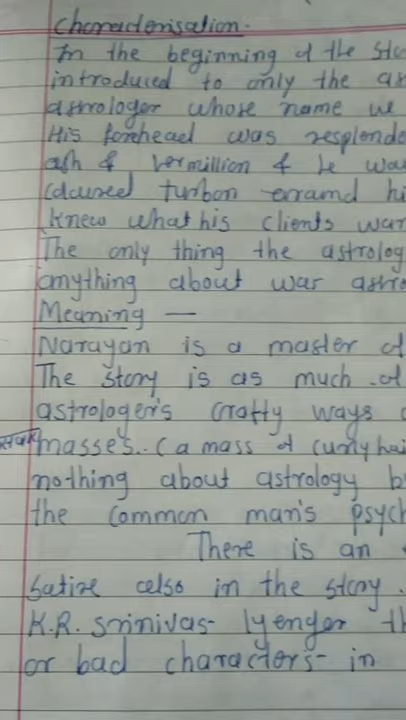 Characterisation.
In the beginning of the sto
introduced to only the an
astrologer whose name we
His forehead was resplende
ash & vermillion & he wa
coloured turban around hi
knew what his clients wan
The only thing the astrolog
anything about was astro
Meaning —
Narayan is a master of
The story is as much of
astrologer's crafty ways
masses.. (a mass of curly hai
nothing about astrology b
the common man's psych
There is an
Satire also in the story.
K.R. Srinivas- Iyenger th
or bad characters- in